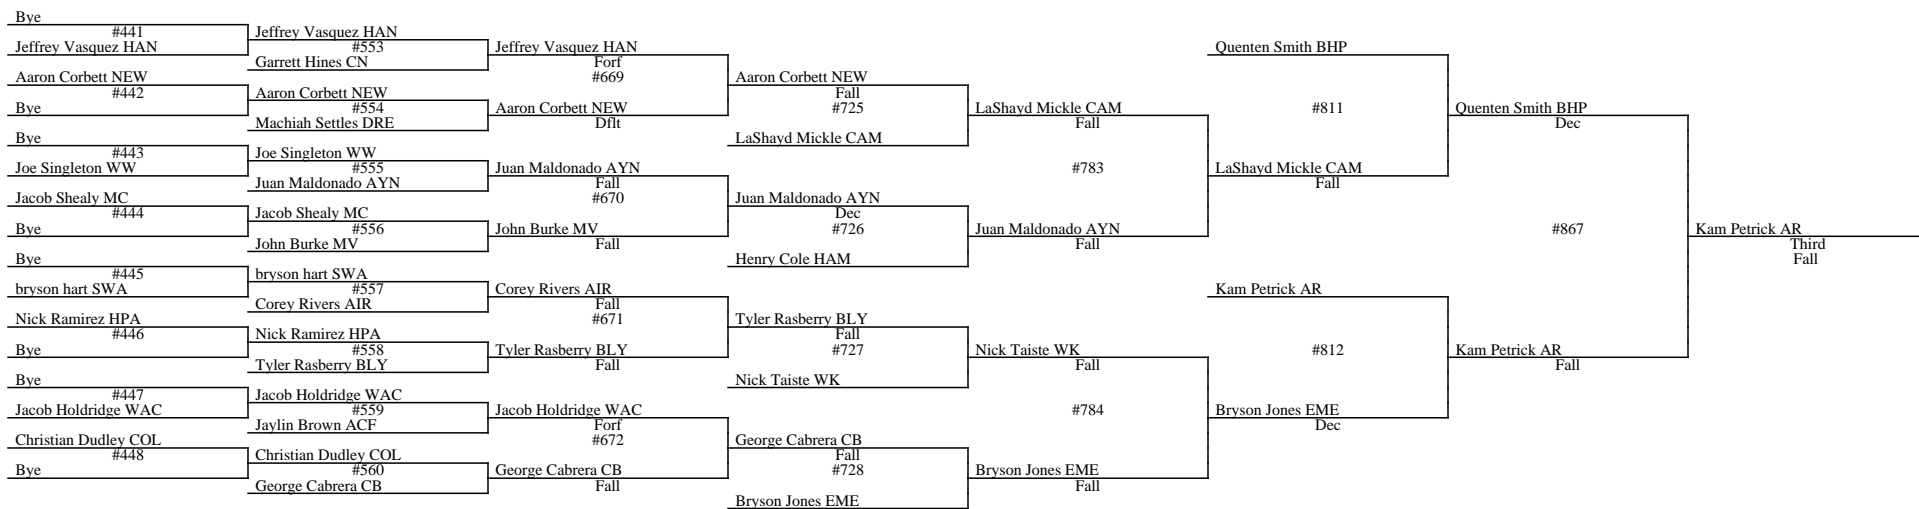 Bye
#441
Jeffrey Vasquez HAN
Aaron Corbett NEW
#442
Bye
Bye
#443
Joe Singleton WW
Jacob Shealy MC
#444
Bye
Bye
#445
bryson hart SWA
Nick Ramirez HPA
#446
Bye
Bye
#447
Jacob Holdridge WAC
Christian Dudley COL
#448
Bye
Jeffrey Vasquez HAN
#553
Garrett Hines CN
Aaron Corbett NEW
#554
Machiah Settles DRE
Joe Singleton WW
#555
Juan Maldonado AYN
Jacob Shealy MC
#556
John Burke MV
bryson hart SWA
#557
Corey Rivers AIR
Nick Ramirez HPA
#558
Tyler Rasberry BLY
Jacob Holdridge WAC
#559
Jaylin Brown ACF
Christian Dudley COL
#560
George Cabrera CB
Jeffrey Vasquez HAN
Forf
#669
Aaron Corbett NEW
Dflt
Juan Maldonado AYN
Fall
#670
John Burke MV
Fall
Corey Rivers AIR
Fall
#671
Tyler Rasberry BLY
Fall
Jacob Holdridge WAC
Forf
#672
George Cabrera CB
Fall
Aaron Corbett NEW
Fall
#725
LaShayd Mickle CAM
Juan Maldonado AYN
Dec
#726
Henry Cole HAM
Tyler Rasberry BLY
Fall
#727
Nick Taiste WK
George Cabrera CB
Fall
#728
Bryson Jones EME
LaShayd Mickle CAM
Fall
#783
Juan Maldonado AYN
Fall
Nick Taiste WK
Fall
#784
Bryson Jones EME
Fall
Quenten Smith BHP
#811
LaShayd Mickle CAM
Fall
Kam Petrick AR
#812
Bryson Jones EME
Dec
Quenten Smith BHP
Dec
#867
Kam Petrick AR
Fall
Kam Petrick AR
Third
Fall